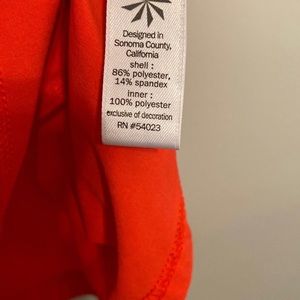 Designed in
Sonoma County,
California
shell :
86% polyester,
14% spandex
inner :
100% polyester
exclusive of decoration
RN #54023